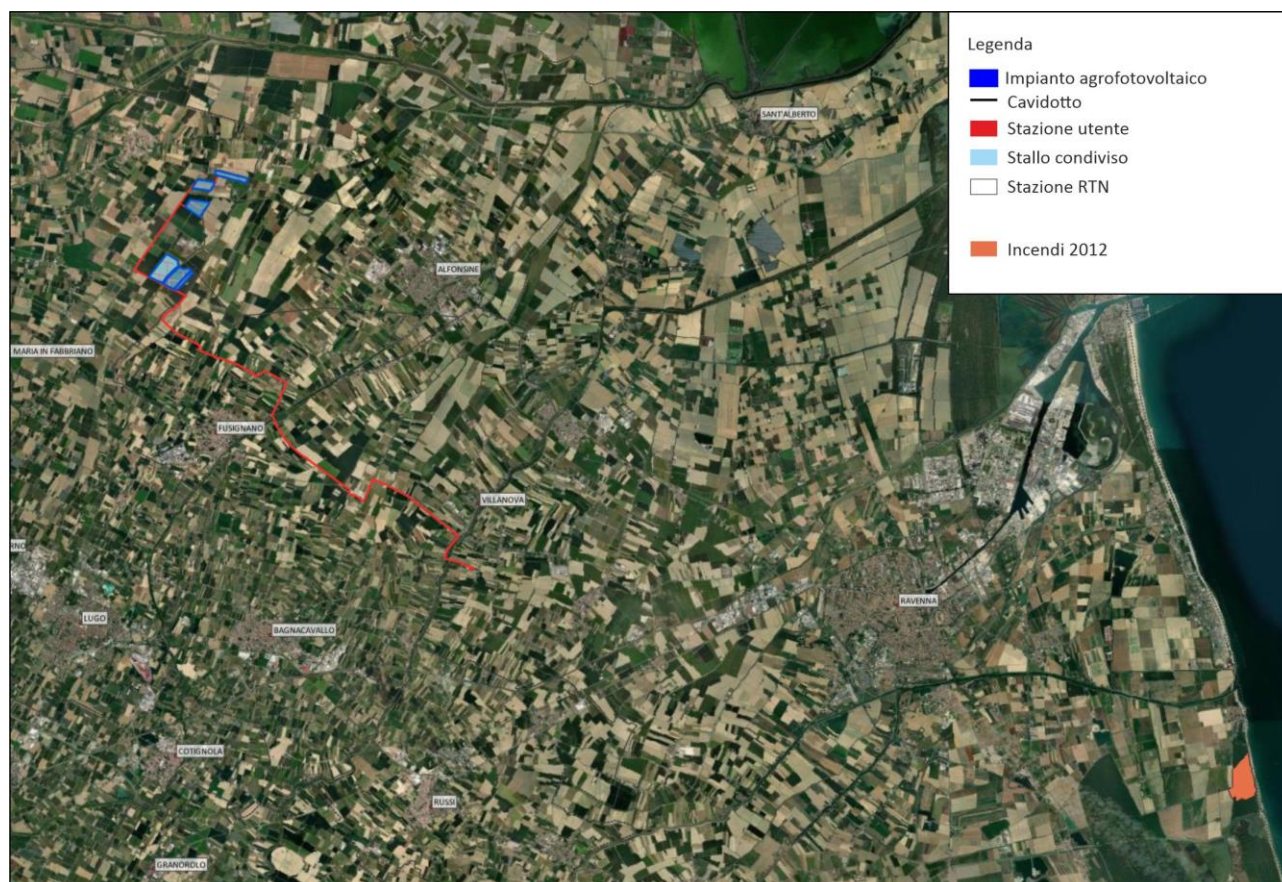 Legenda
Impianto agrofotovoltaico
Cavidotto
Stazione utente
Stallo condiviso
Stazione RTN
Incendi 2012
SANT'ALBERTO
ALFONSINE
MARIA IN FABBRIANO
FUSIGNANO
VILLANOVA
RAVENNA
LUGO
BAGNACAVALLO
COTIGNOLA
RUSSI
GRANOROLO